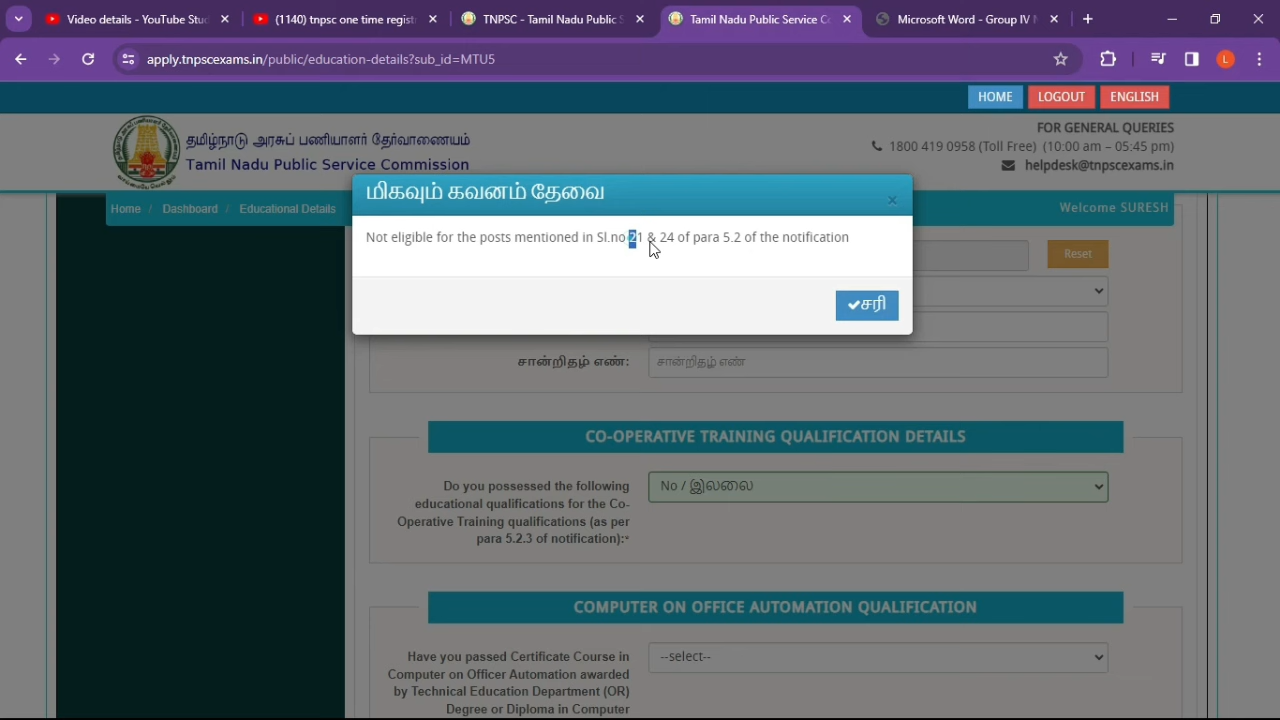 Video details - YouTube Stu
(1140) tnpsc one time regist
TNPSC - Tamil Nadu Public S
Tamil Nadu Public Service Co
Microsoft Word - Group IV N
apply.tnpscexams.in/public/education-details?sub_id=MTU5
L
HOME
LOGOUT
ENGLISH
தமிழ்நாடு அரசுப் பணியாளர் தேர்வாணையம்
Tamil Nadu Public Service Commission
FOR GENERAL QUERIES
1800 419 0958 (Toll Free) (10:00 am – 05:45 pm)
helpdesk@tnpscexams.in
Home / Dashboard / Educational Details
Welcome SURESH
மிகவும் கவனம் தேவை
×
Not eligible for the posts mentioned in Sl.no 21 & 24 of para 5.2 of the notification
சரி
Reset
சான்றிதழ் எண்:
சான்றிதழ் எண்
CO-OPERATIVE TRAINING QUALIFICATION DETAILS
Do you possessed the following
educational qualifications for the Co-
Operative Training qualifications (as per
para 5.2.3 of notification):*
No / இல்லை
COMPUTER ON OFFICE AUTOMATION QUALIFICATION
Have you passed Certificate Course in
Computer on Officer Automation awarded
by Technical Education Department (OR)
Degree or Diploma in Computer
--select--